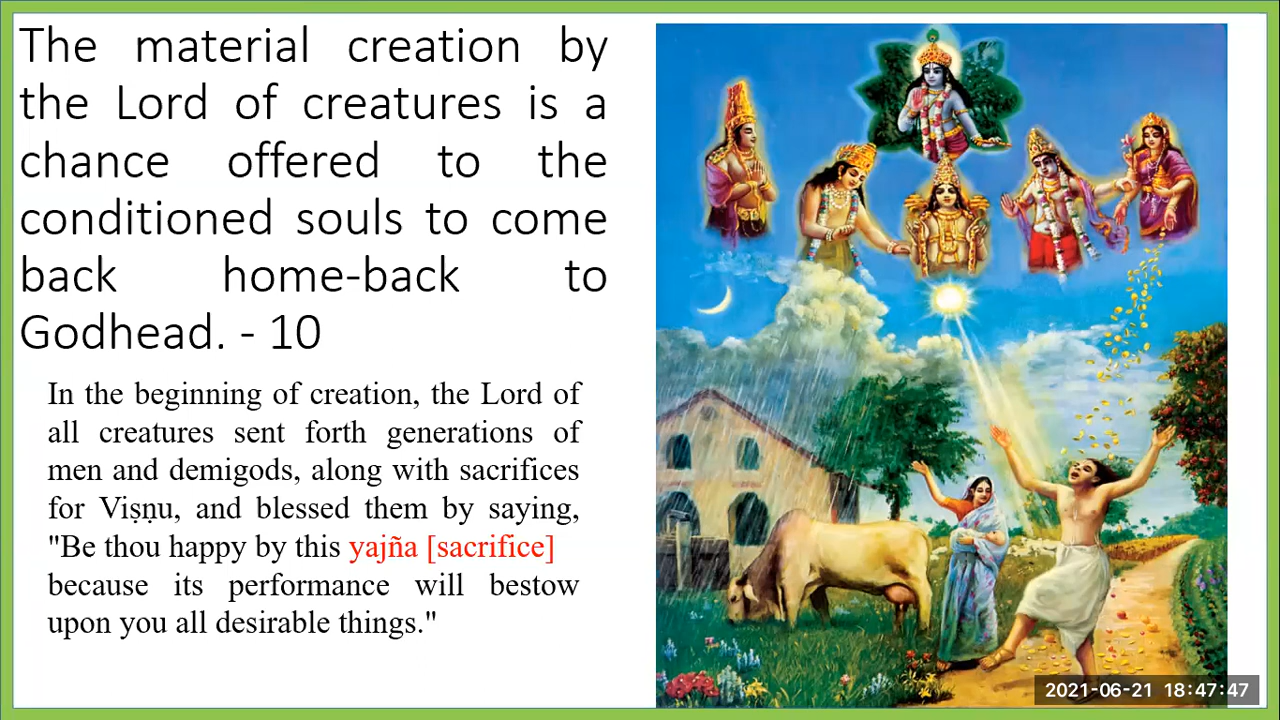 The material creation by
the Lord of creatures is a
chance offered to the
conditioned souls to come
back home-back to
Godhead. - 10
In the beginning of creation, the Lord of
all creatures sent forth generations of
men and demigods, along with sacrifices
for Viṣṇu, and blessed them by saying,
"Be thou happy by this yajña [sacrifice]
because its performance will bestow
upon you all desirable things."
2021-06-21 18:47:47